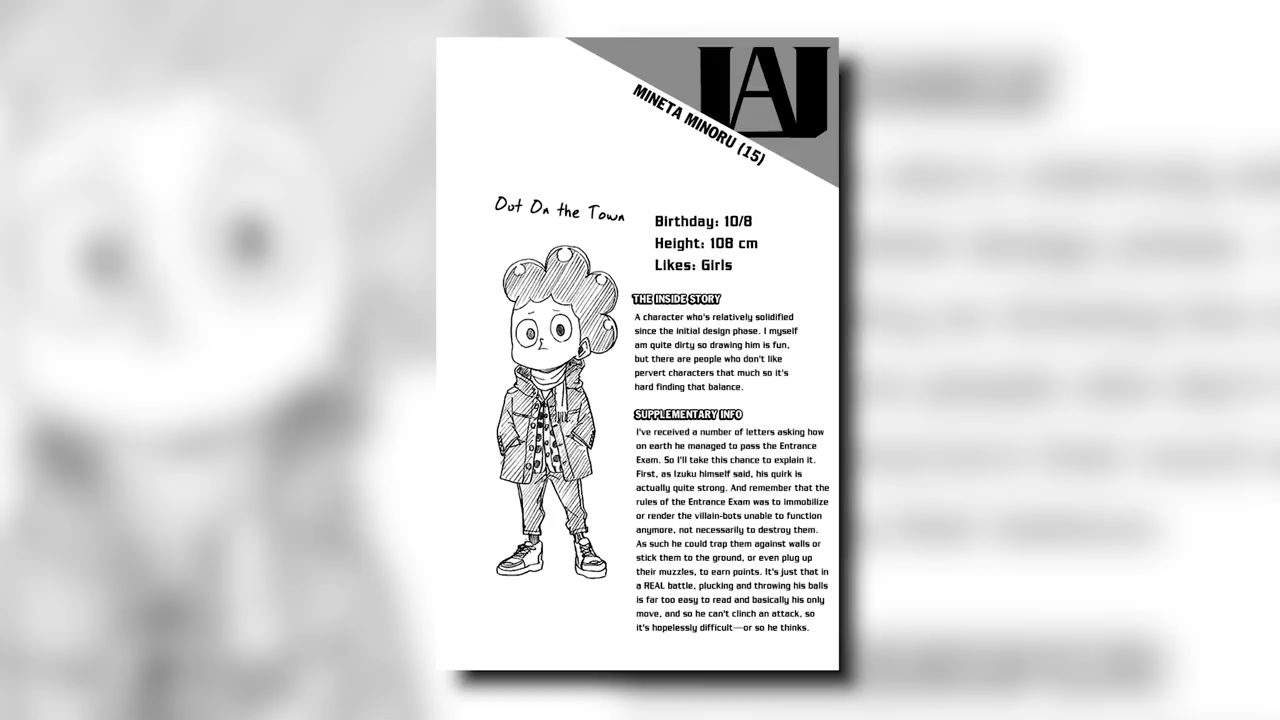 UA
MINETA MINORU (15)
Out On the Town
Birthday: 10/8
Height: 108 cm
Likes: Girls
THE INSIDE STORY
A character who's relatively solidified
since the initial design phase. I myself
am quite dirty so drawing him is fun,
but there are people who don't like
pervert characters that much so it's
hard finding that balance.
SUPPLEMENTARY INFO
I've received a number of letters asking how
on earth he managed to pass the Entrance
Exam. So I'll take this chance to explain it.
First, as Izuku himself said, his quirk is
actually quite strong. And remember that the
rules of the Entrance Exam was to immobilize
or render the villain-bots unable to function
anymore, not necessarily to destroy them.
As such he could trap them against walls or
stick them to the ground, or even plug up
their muzzles, to earn points. It's just that in
a REAL battle, plucking and throwing his balls
is far too easy to read and basically his only
move, and so he can't clinch an attack, so
it's hopelessly difficult—or so he thinks.